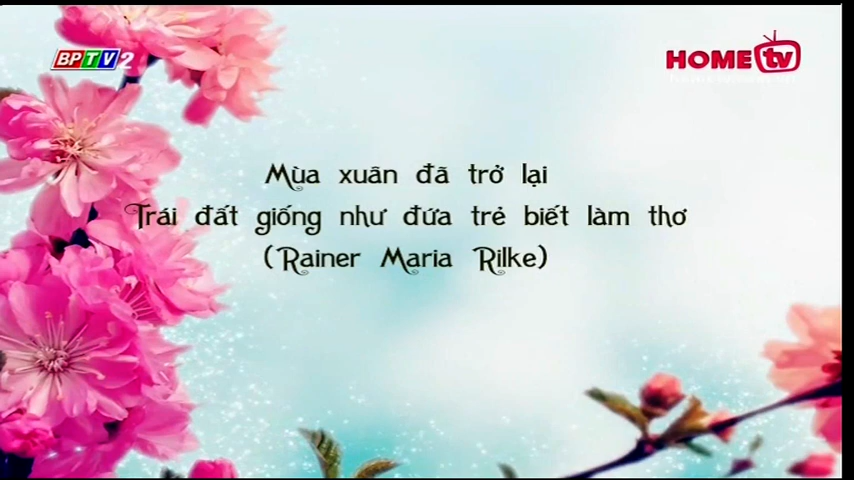 BPTV2
HOME tv
Mùa xuân đã trở lại
Trái đất giống như đứa trẻ biết làm thơ
(Rainer Maria Rilke)